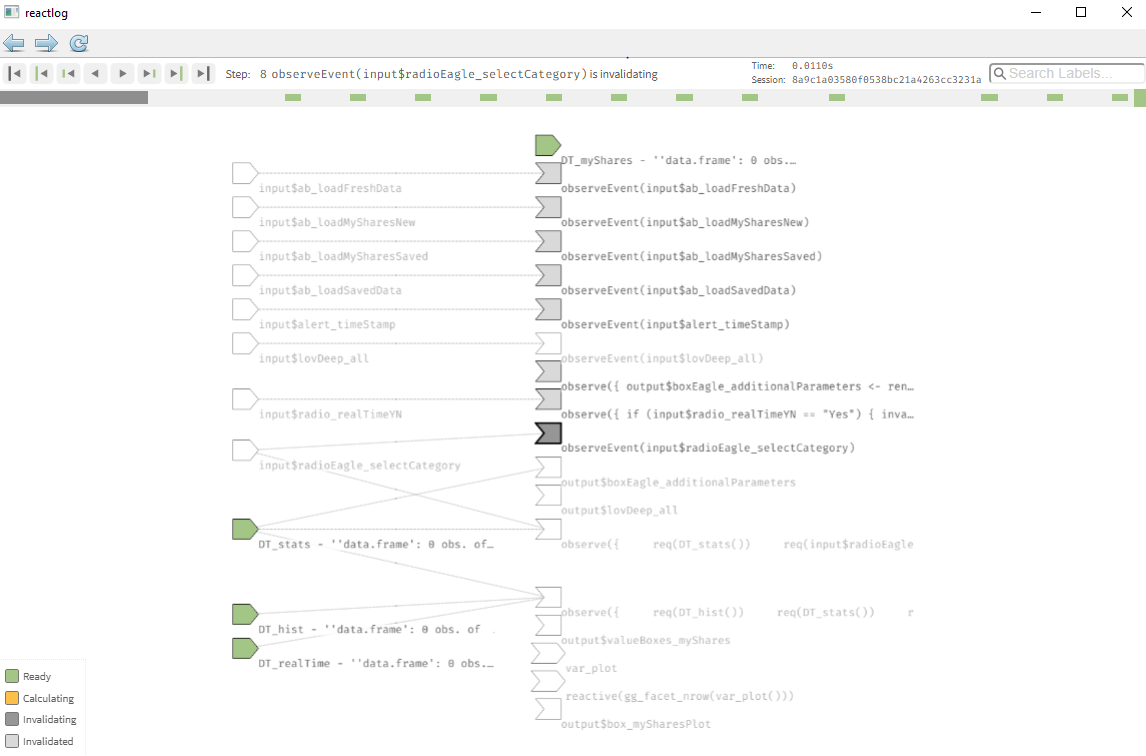 reactlog
Step: 8 observeEvent(input$radioEagle_selectCategory) is invalidating
Time: 0.0110s
Session: 8a9c1a03580f0538bc21a4263cc3231a
Search Labels...
DT_myShares - ''data.frame': 0 obs.…
input$ab_loadFreshData
observeEvent(input$ab_loadFreshData)
input$ab_loadMySharesNew
observeEvent(input$ab_loadMySharesNew)
input$ab_loadMySharesSaved
observeEvent(input$ab_loadMySharesSaved)
input$ab_loadSavedData
observeEvent(input$ab_loadSavedData)
input$alert_timeStamp
observeEvent(input$alert_timeStamp)
input$lovDeep_all
observeEvent(input$lovDeep_all)
observe({ output$boxEagle_additionalParameters <- ren…
input$radio_realTimeYN
observe({ if (input$radio_realTimeYN == "Yes") { inva…
observeEvent(input$radioEagle_selectCategory)
input$radioEagle_selectCategory
output$boxEagle_additionalParameters
output$lovDeep_all
DT_stats - ''data.frame': 0 obs. of…
observe({ req(DT_stats()) req(input$radioEagle
observe({ req(DT_hist()) req(DT_stats()) r
DT_hist - ''data.frame': 0 obs. of
output$valueBoxes_myShares
DT_realTime - ''data.frame': 0 obs.…
var_plot
reactive(gg_facet_nrow(var_plot()))
output$box_mySharesPlot
Ready
Calculating
Invalidating
Invalidated